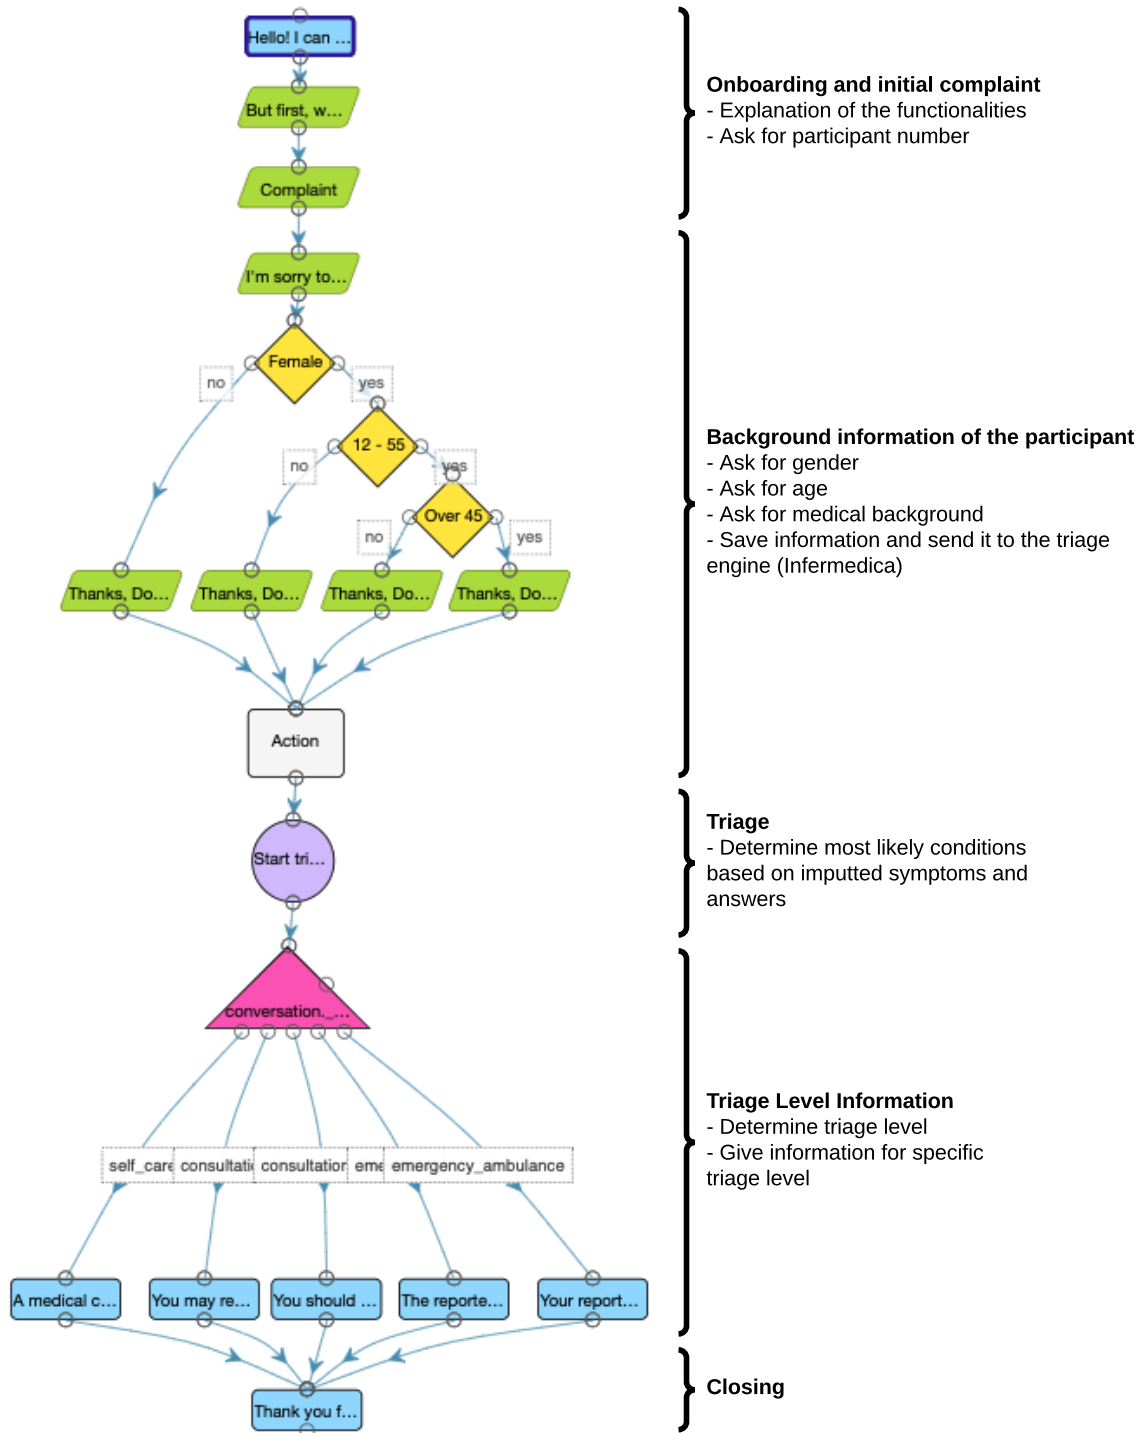 Hello! I can ...
But first, w...
Complaint
I'm sorry to...
Female
no
yes
12 - 55
no
yes
Over 45
no
yes
Thanks, Do...
Thanks, Do...
Thanks, Do...
Thanks, Do...
Action
Start tri...
conversation._...
self_care
consultati
consultation
eme
emergency_ambulance
A medical c...
You may re...
You should ...
The reporte...
Your report...
Thank you f...
Onboarding and initial complaint
- Explanation of the functionalities
- Ask for participant number
Background information of the participant
- Ask for gender
- Ask for age
- Ask for medical background
- Save information and send it to the triage
engine (Infermedica)
Triage
- Determine most likely conditions
based on imputted symptoms and
answers
Triage Level Information
- Determine triage level
- Give information for specific
triage level
Closing